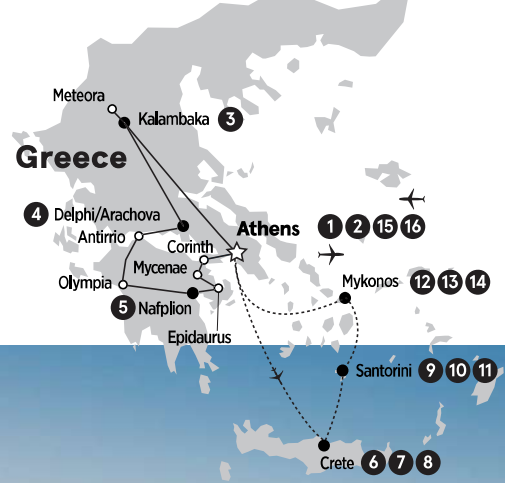 Meteora
Kalambaka 3
Greece
4 Delphi/Arachova
Antirrio
Athens 1 2 15 16
Corinth
Mycenae
Olympia
Mykonos 12 13 14
5 Nafplion
Epidaurus
Santorini 9 10 11
Crete 6 7 8